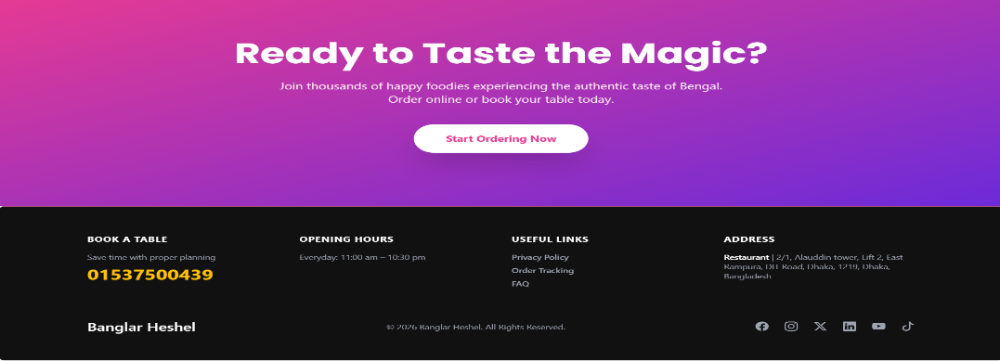 Ready to Taste the Magic?
Join thousands of happy foodies experiencing the authentic taste of Bengal.
Order online or book your table today.
Start Ordering Now
BOOK A TABLE
Save time with proper planning
01537500439
OPENING HOURS
Everyday: 11:00 am – 10:30 pm
USEFUL LINKS
Privacy Policy
Order Tracking
FAQ
ADDRESS
Restaurant | 2/1, Alauddin tower, Lift 2, East
Rampura, DIT Road, Dhaka, 1219, Dhaka,
Bangladesh
Banglar Heshel
© 2026 Banglar Heshel. All Rights Reserved.